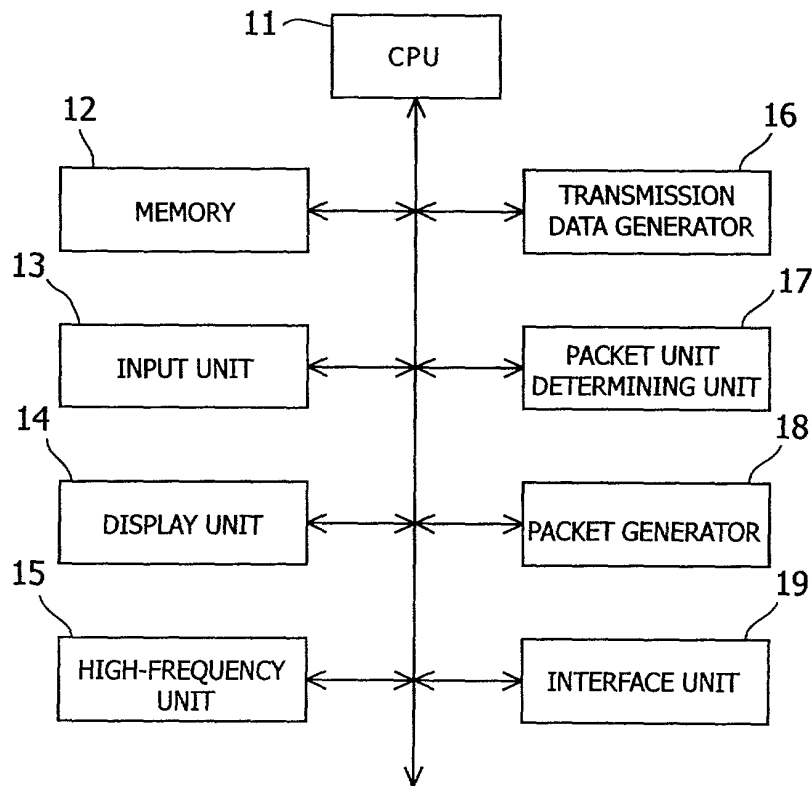 11
CPU
12
MEMORY
16
TRANSMISSION
DATA GENERATOR
13
INPUT UNIT
17
PACKET UNIT
DETERMINING UNIT
14
DISPLAY UNIT
18
PACKET GENERATOR
15
HIGH-FREQUENCY
UNIT
19
INTERFACE UNIT